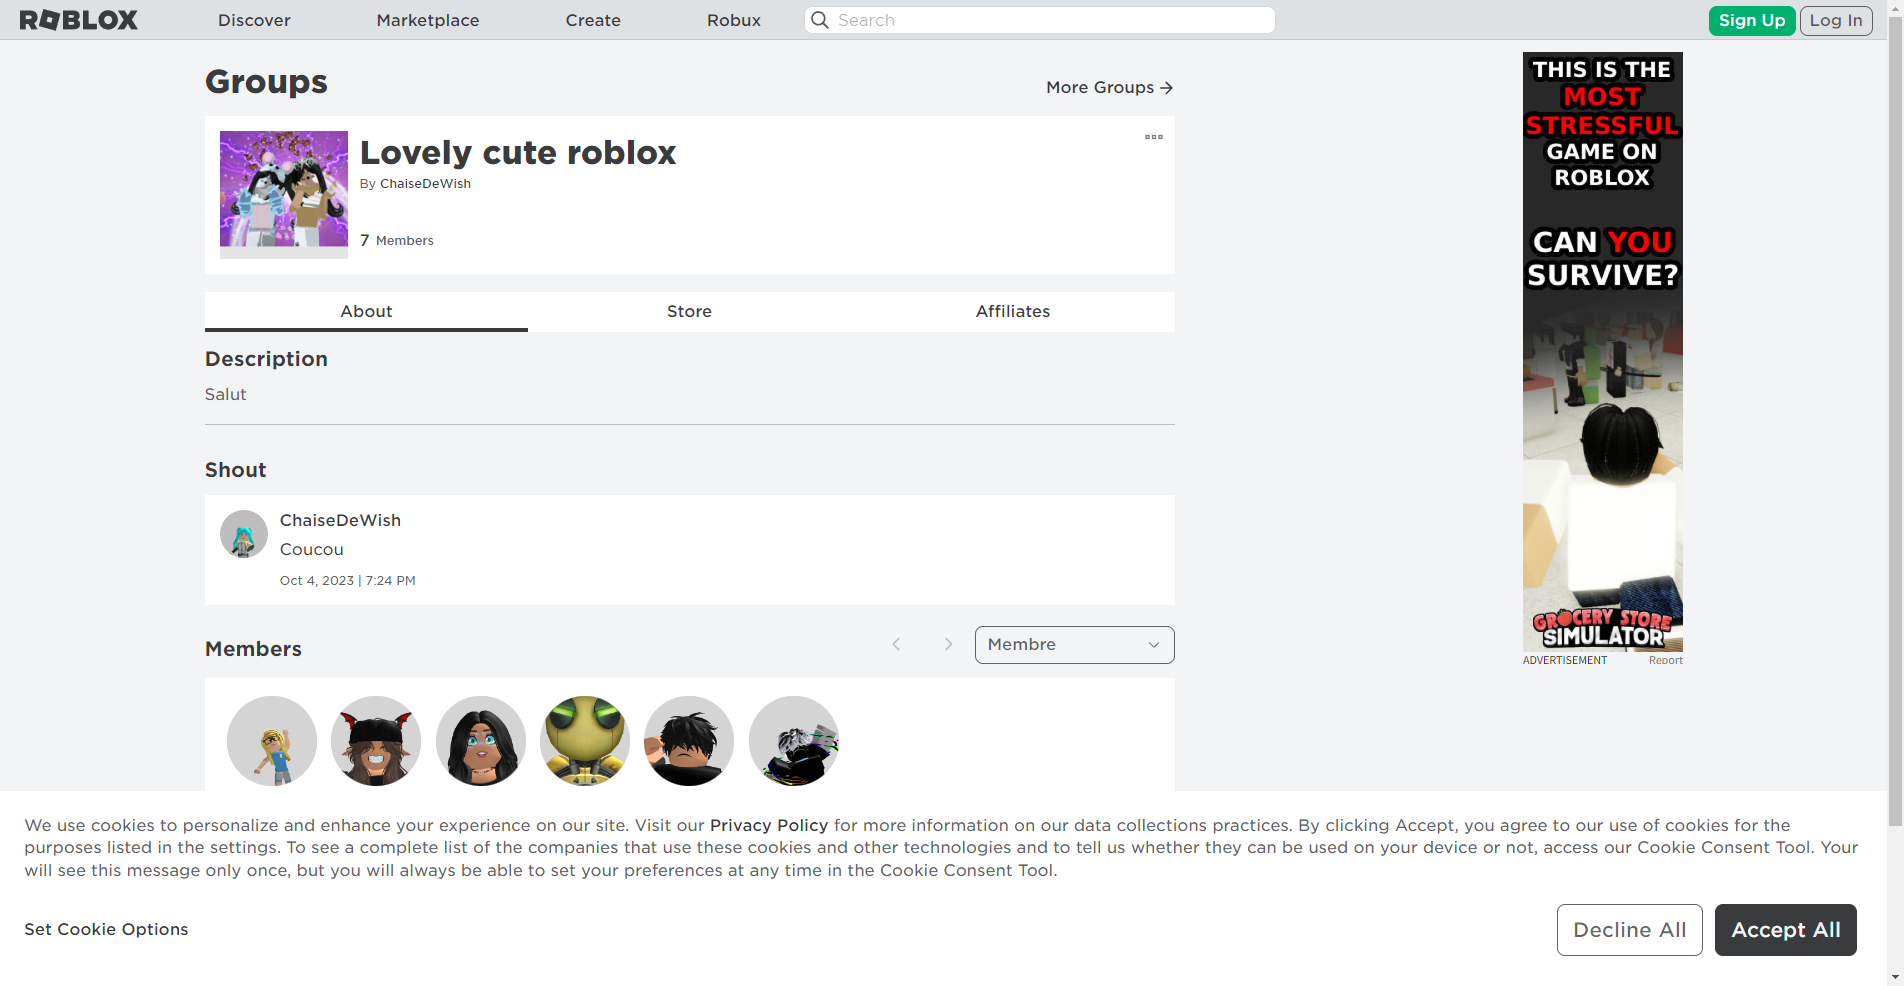 ROBLOX
Discover
Marketplace
Create
Robux
Search
Sign Up
Log In
Groups
More Groups
Lovely cute roblox
By ChaiseDeWish
7 Members
About
Store
Affiliates
Description
Salut
Shout
ChaiseDeWish
Coucou
Oct 4, 2023 | 7:24 PM
Members
Membre
THIS IS THE
MOST
STRESSFUL
GAME ON
ROBLOX
CAN YOU
SURVIVE?
GROCERY STORE
SIMULATOR
ADVERTISEMENT
Report
We use cookies to personalize and enhance your experience on our site. Visit our Privacy Policy for more information on our data collections practices. By clicking Accept, you agree to our use of cookies for the
purposes listed in the settings. To see a complete list of the companies that use these cookies and other technologies and to tell us whether they can be used on your device or not, access our Cookie Consent Tool. Your
will see this message only once, but you will always be able to set your preferences at any time in the Cookie Consent Tool.
Set Cookie Options
Decline All
Accept All